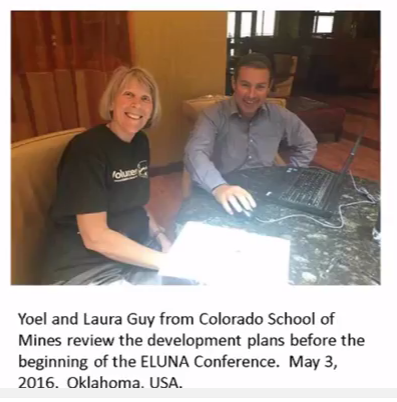 Volunteer
Yoel and Laura Guy from Colorado School of
Mines review the development plans before the
beginning of the ELUNA Conference.  May 3,
2016.  Oklahoma, USA.